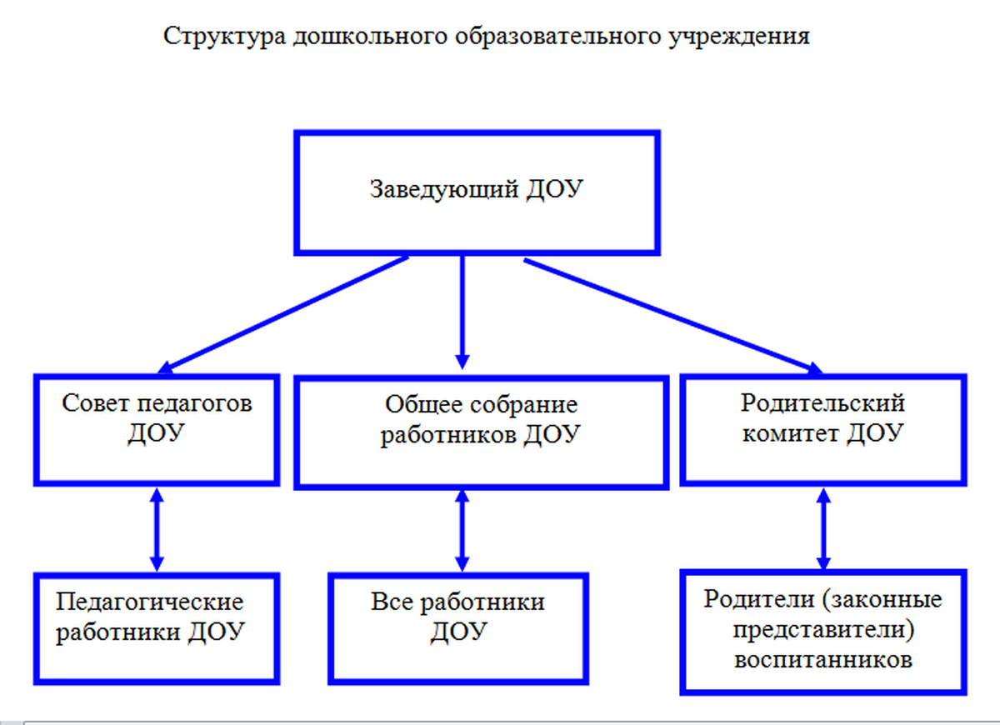 Структура дошкольного образовательного учреждения
Заведующий ДОУ
Совет педагогов
ДОУ
Общее собрание
работников ДОУ
Родительский
комитет ДОУ
Педагогические
работники ДОУ
Все работники
ДОУ
Родители (законные
представители)
воспитанников